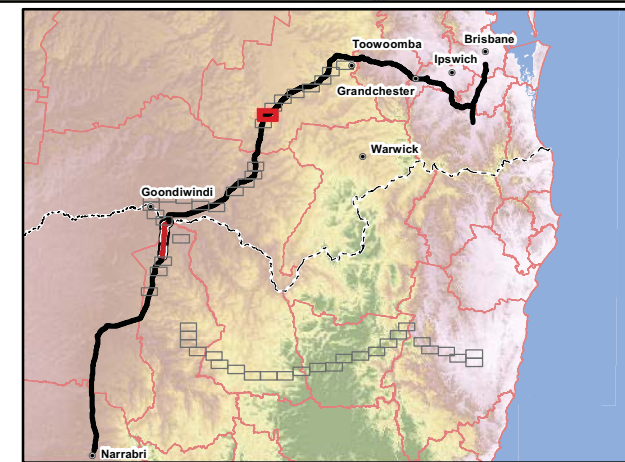 Brisbane
Toowoomba
Ipswich
Grandchester
Warwick
Goondiwindi
Narrabri